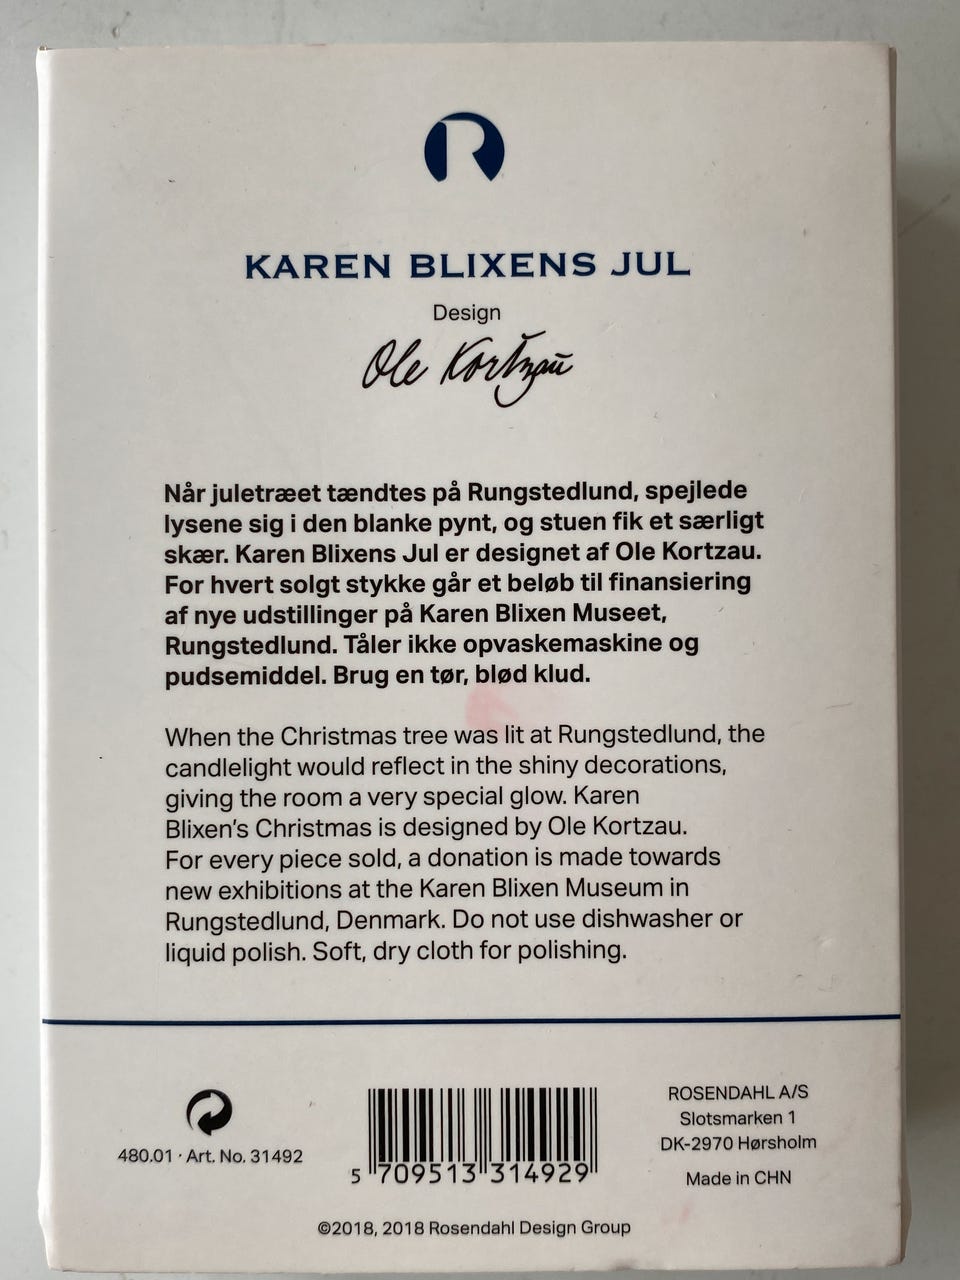 R
KAREN BLIXENS JUL
Design
Ole Kortzau
Når juletræet tændtes på Rungstedlund, spejlede
lysene sig i den blanke pynt, og stuen fik et særligt
skær. Karen Blixens Jul er designet af Ole Kortzau.
For hvert solgt stykke går et beløb til finansiering
af nye udstillinger på Karen Blixen Museet,
Rungstedlund. Tåler ikke opvaskemaskine og
pudsemiddel. Brug en tør, blød klud.
When the Christmas tree was lit at Rungstedlund, the
candlelight would reflect in the shiny decorations,
giving the room a very special glow. Karen
Blixen's Christmas is designed by Ole Kortzau.
For every piece sold, a donation is made towards
new exhibitions at the Karen Blixen Museum in
Rungstedlund, Denmark. Do not use dishwasher or
liquid polish. Soft, dry cloth for polishing.
480.01 · Art. No. 31492
5 709513 314929
ROSENDAHL A/S
Slotsmarken 1
DK-2970 Hørsholm
Made in CHN
©2018, 2018 Rosendahl Design Group